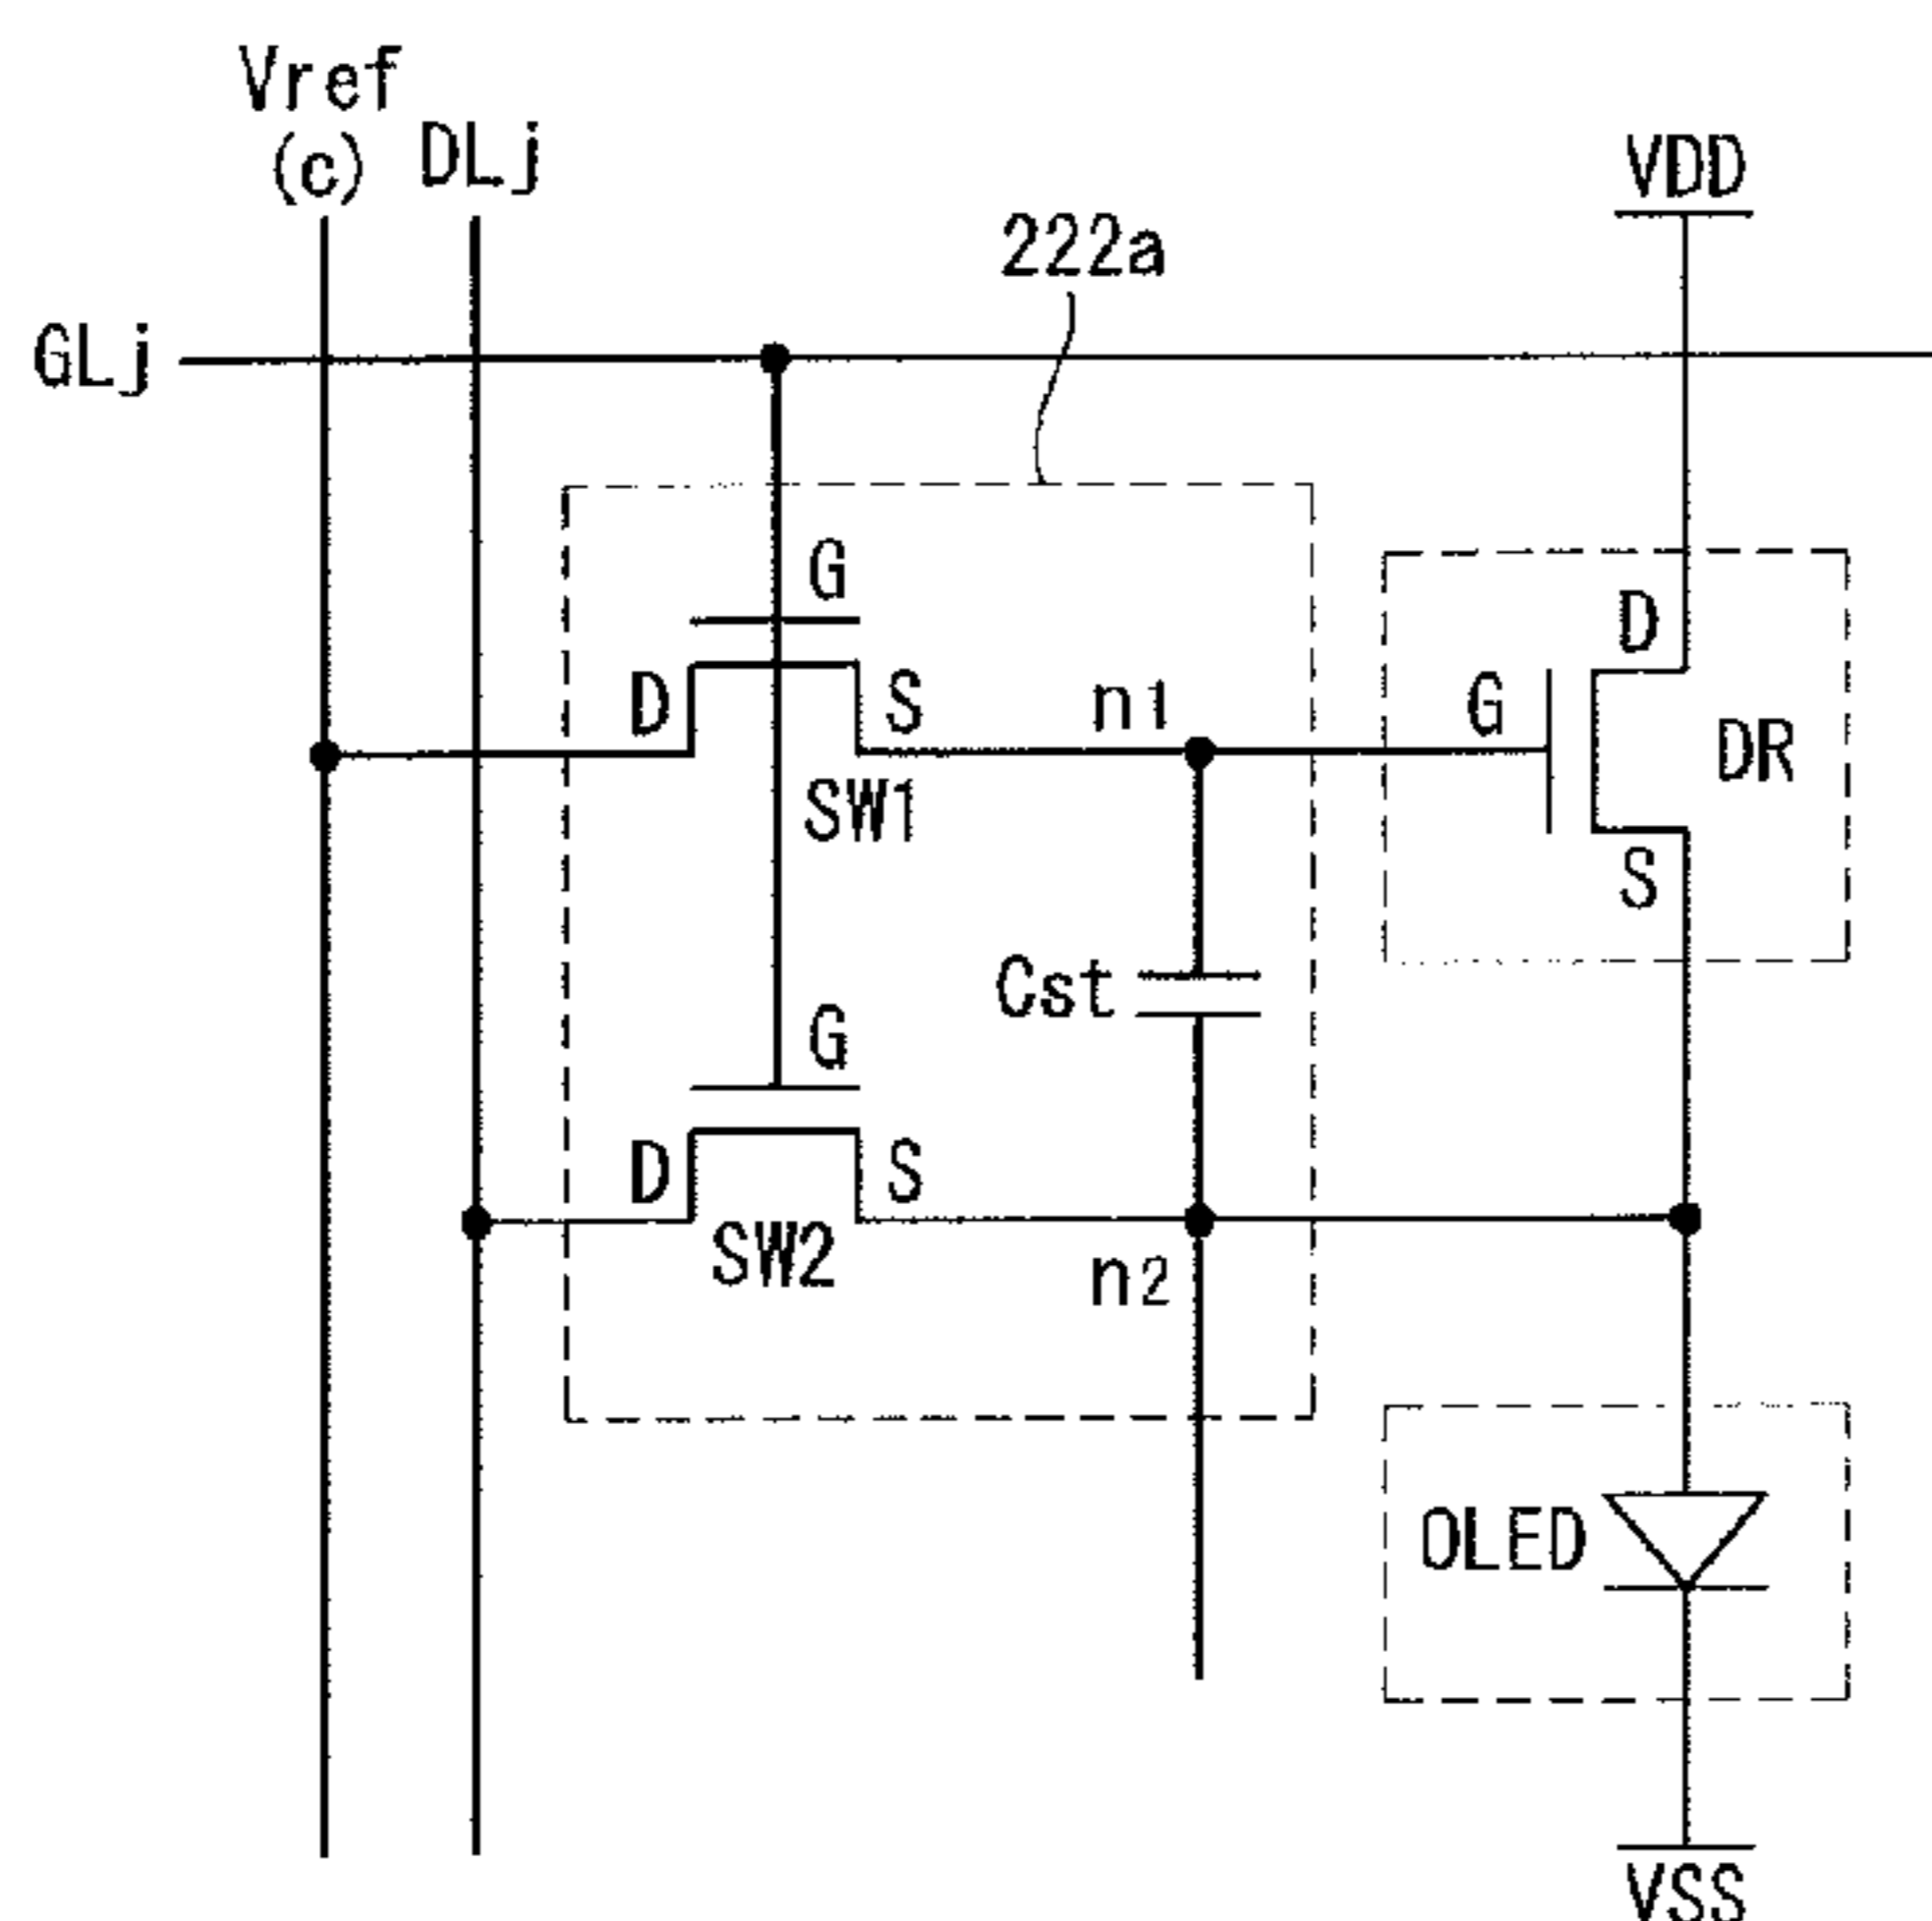 Vref
(c)
DLj
VDD
222a
GLj
G
D
D
S
n1
G
DR
SW1
S
Cst
G
D
S
SW2
n2
OLED
VSS